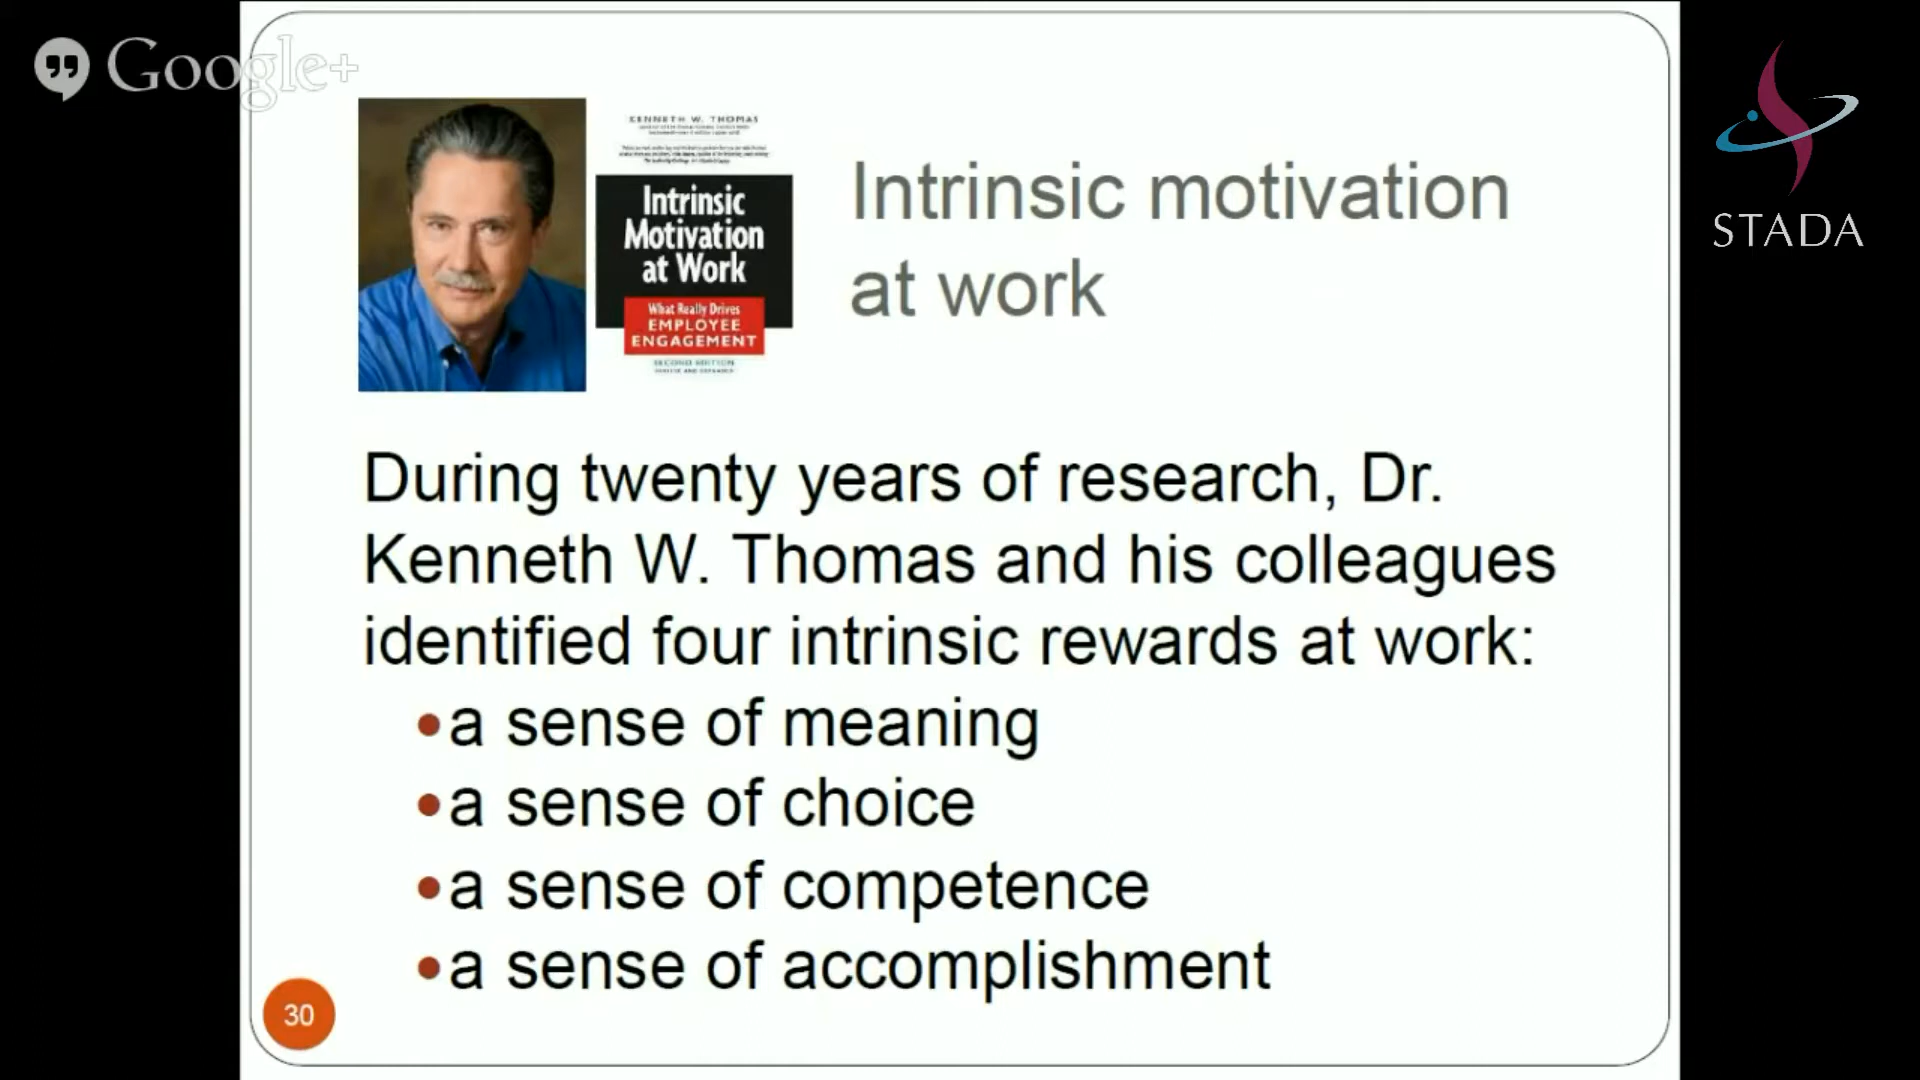 Google+
STADA
KENNETH W. THOMAS
Intrinsic
Motivation
at Work
What Really Drives
EMPLOYEE
ENGAGEMENT
SECOND EDITION
Intrinsic motivation
at work
During twenty years of research, Dr.
Kenneth W. Thomas and his colleagues
identified four intrinsic rewards at work:
•a sense of meaning
•a sense of choice
•a sense of competence
•a sense of accomplishment
30